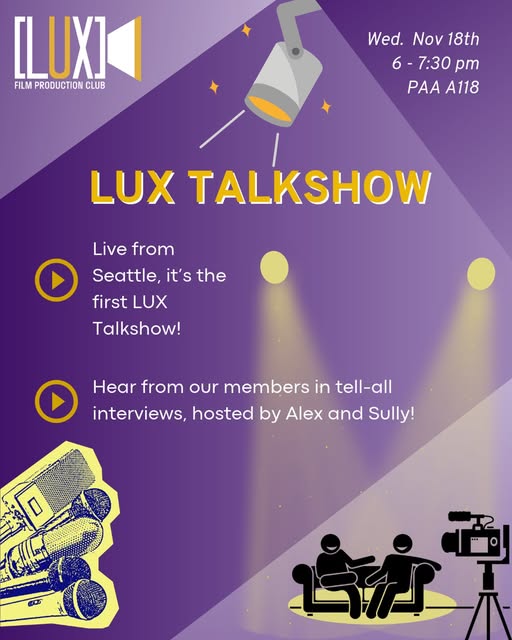 [LUX]
FILM PRODUCTION CLUB
Wed. Nov 18th
6 - 7:30 pm
PAA A118
LUX TALKSHOW
Live from
Seattle, it's the
first LUX
Talkshow!
Hear from our members in tell-all
interviews, hosted by Alex and Sully!